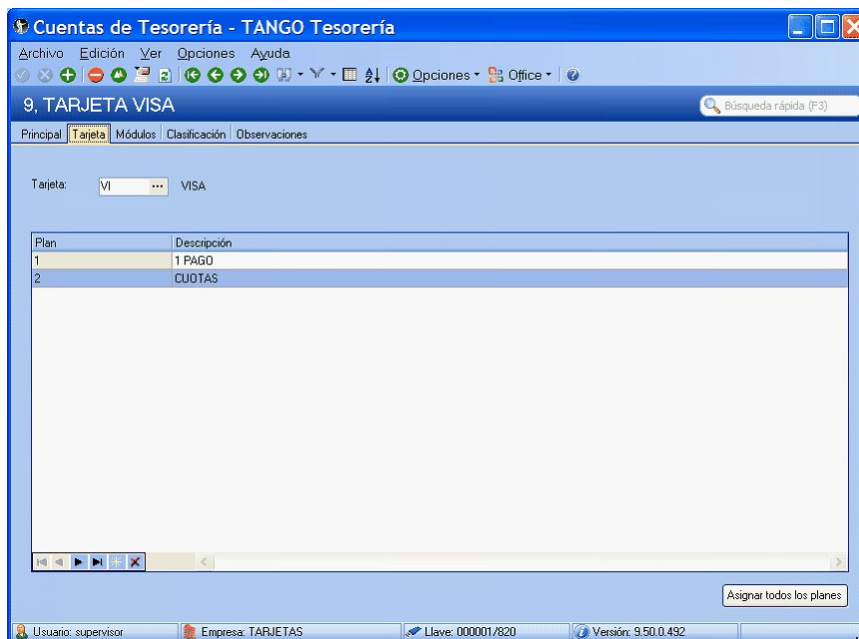 Cuentas de Tesorería - TANGO Tesorería
Archivo Edición Ver Opciones Ayuda
Opciones Office
9, TARJETA VISA
Búsqueda rápida (F3)
Principal Tarjeta Módulos Clasificación Observaciones
Tarjeta: VI ... VISA
Plan Descripción
1 1 PAGO
2 CUOTAS
Asignar todos los planes
Usuario: supervisor Empresa: TARJETAS Llave: 000001/820 Versión: 9.50.0.492